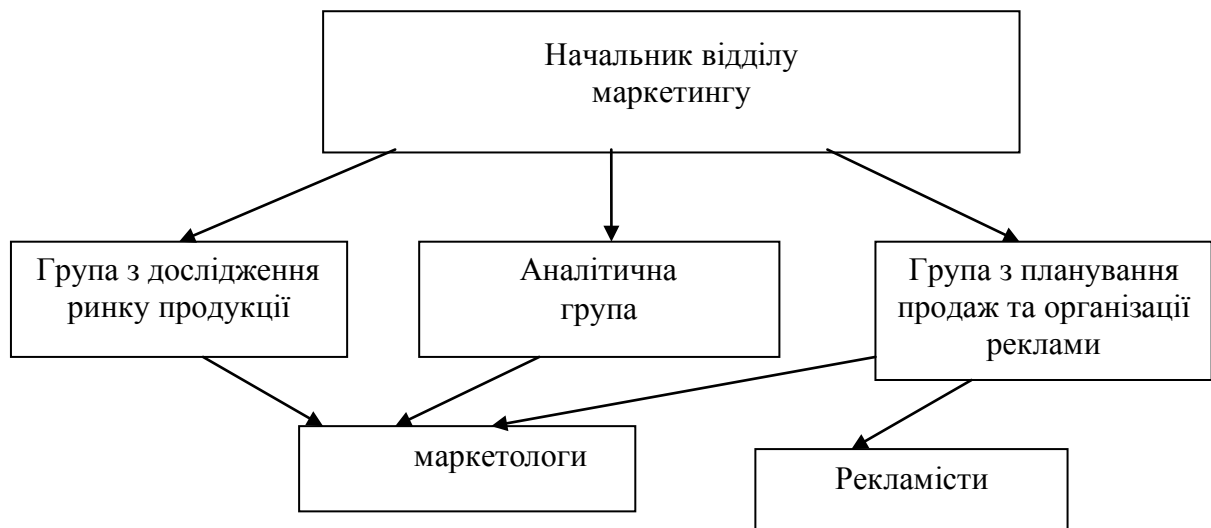 Начальник відділу
маркетингу
Група з дослідження
ринку продукції
Аналітична
група
Група з планування
продаж та організації
реклами
маркетологи
Рекламісти